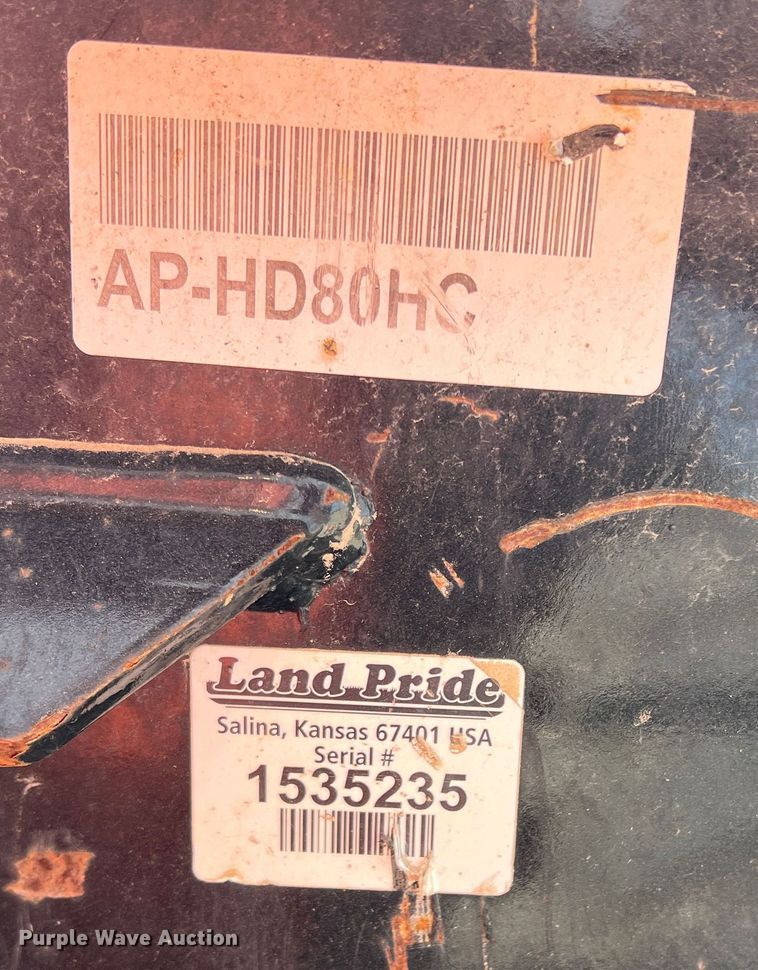 AP-HD80HC
Land Pride
Salina, Kansas 67401 USA
Serial #
1535235
Purple Wave Auction